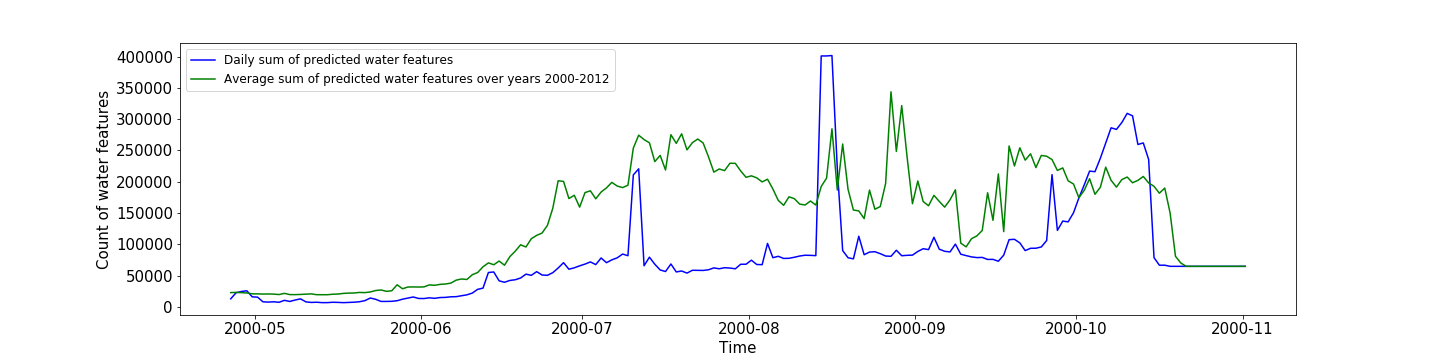 Daily sum of predicted water features
Average sum of predicted water features over years 2000-2012
Count of water features
400000
350000
300000
250000
200000
150000
100000
50000
0
2000-05 2000-06 2000-07 2000-08 2000-09 2000-10 2000-11
Time